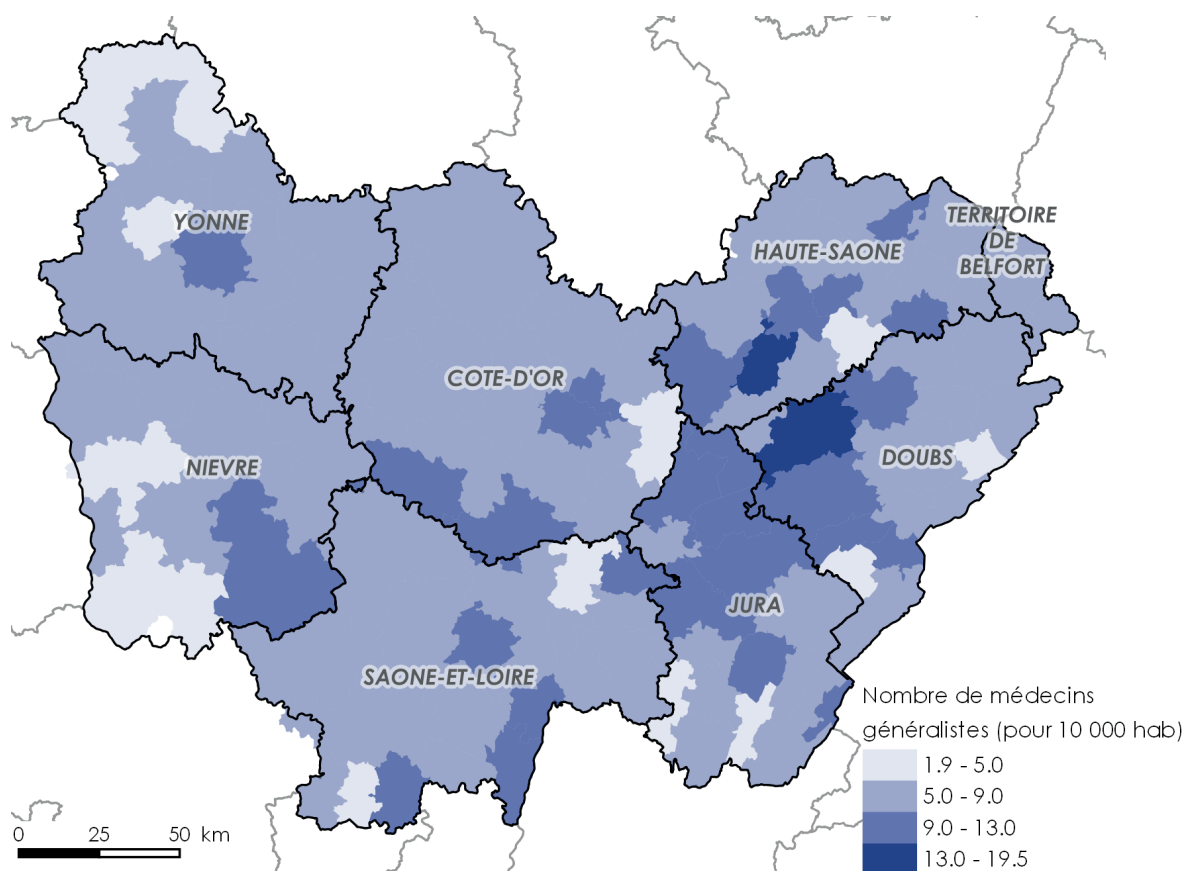 YONNE
TERRITOIRE
DE
BELFORT
HAUTE-SAONE
COTE-D'OR
DOUBS
NIEVRE
JURA
SAONE-ET-LOIRE
Nombre de médecins
généralistes (pour 10 000 hab)
1.9 - 5.0
5.0 - 9.0
9.0 - 13.0
13.0 - 19.5
0 25 50 km